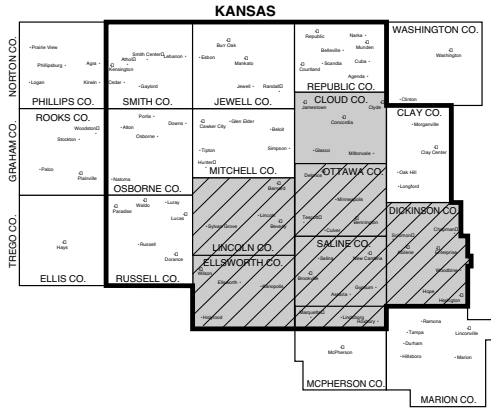 KANSAS
NORTON CO.
Prairie View
Phillipsburg
Agra
Logan
Kirwin
PHILLIPS CO.
Smith Center
Lebanon
Athol
Kensington
Cedar
Gaylord
SMITH CO.
Burr Oak
Esbon
Mankato
Jewell
Randall
JEWELL CO.
Republic
Narka
Belleville
Munden
Scandia
Cuba
Courtland
Agenda
REPUBLIC CO.
WASHINGTON CO.
Washington
Clinton
GRAHAM CO.
ROOKS CO.
Woodston
Stockton
Palco
Plainville
Portis
Downs
Alton
Osborne
Natoma
OSBORNE CO.
Cawker City
Glen Elder
Beloit
Tipton
Simpson
Hunter
MITCHELL CO.
CLOUD CO.
Jamestown
Clyde
Concordia
Glasco
Miltonvale
CLAY CO.
Morganville
Clay Center
Oak Hill
Longford
TREGO CO.
Hays
ELLIS CO.
Paradise
Waldo
Luray
Lucas
Russell
Dorrance
RUSSELL CO.
Barnard
Sylvan Grove
Lincoln
Beverly
LINCOLN CO.
OTTAWA CO.
Delphos
Minneapolis
Tescott
Bennington
Culver
DICKINSON CO.
Solomon
Chapman
Abilene
Enterprise
Woodbine
Hope
Herington
ELLSWORTH CO.
Wilson
Ellsworth
Kanopolis
Holyrood
SALINE CO.
Salina
New Cambria
Brookville
Gypsum
Assaria
Marquette
Lindsborg
Roxbury
McPherson
MCPHERSON CO.
Ramona
Tampa
Lincolnville
Durham
Hillsboro
Marion
MARION CO.